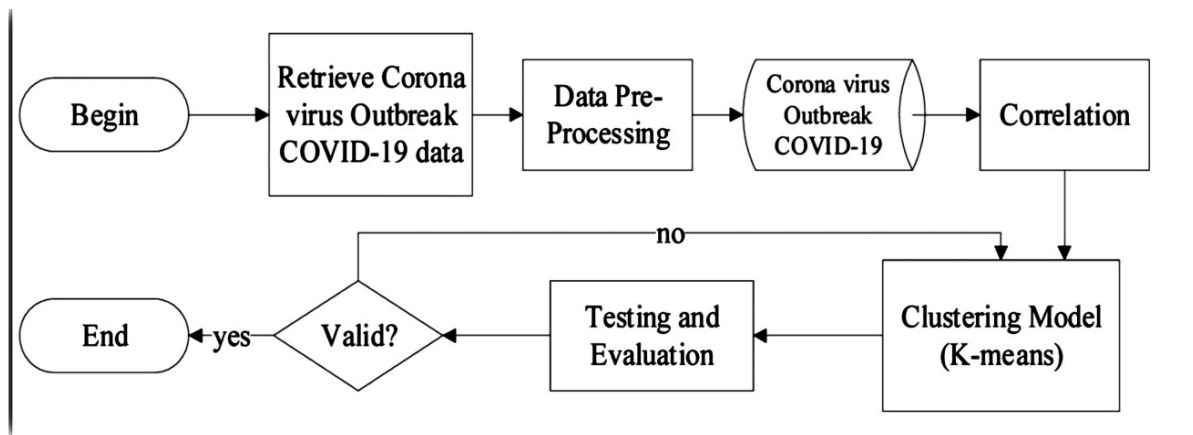 Begin
Retrieve Corona
virus Outbreak
COVID-19 data
Data Pre-
Processing
Corona virus
Outbreak
COVID-19
Correlation
no
End
yes
Valid?
Testing and
Evaluation
Clustering Model
(K-means)